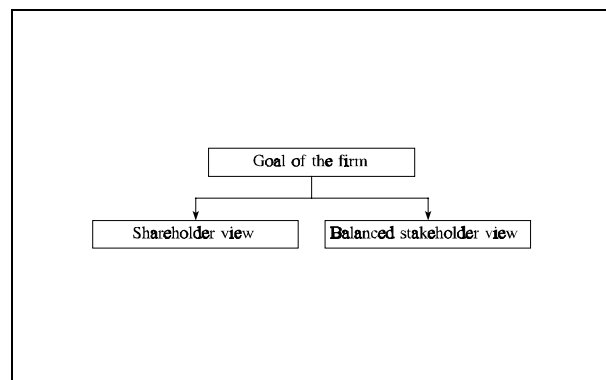 Goal of the firm
Shareholder view
Balanced stakeholder view